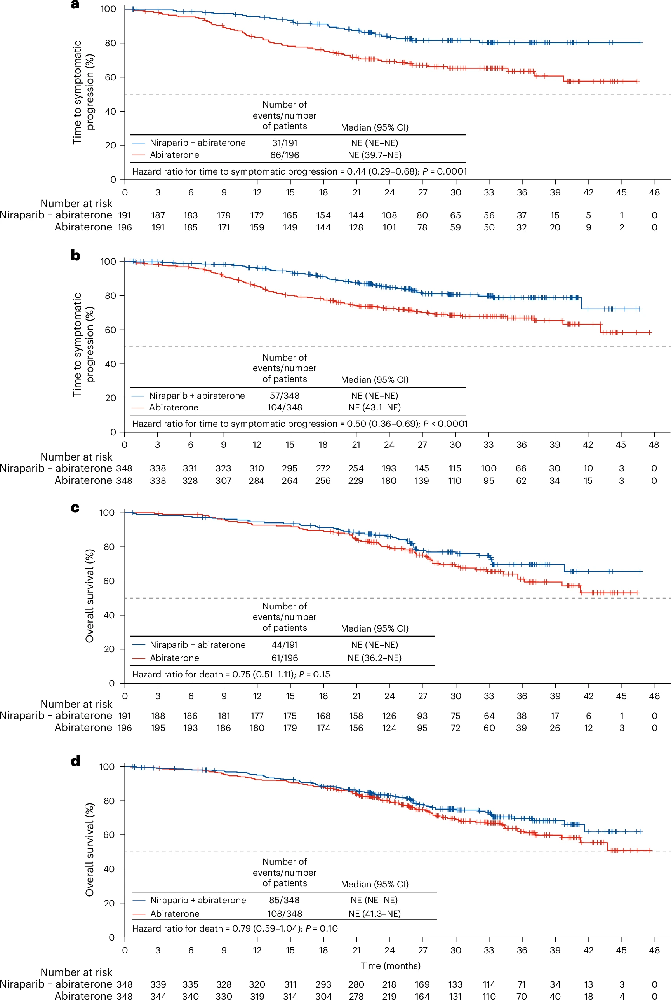 a
100
80
60
40
20
0
Time to symptomatic
progression (%)
Number of
events/number
of patients
Median (95% CI)
Niraparib + abiraterone 31/191 NE (NE–NE)
Abiraterone 66/196 NE (39.7–NE)
Hazard ratio for time to symptomatic progression = 0.44 (0.29–0.68); P = 0.0001
0 3 6 9 12 15 18 21 24 27 30 33 36 39 42 45 48
Number at risk
Niraparib + abiraterone 191 187 183 178 172 165 154 144 108 80 65 56 37 15 5 1 0
Abiraterone 196 191 185 171 159 149 144 128 101 78 59 50 32 20 9 2 0
b
100
80
60
40
20
0
Time to symptomatic
progression (%)
Number of
events/number
of patients
Median (95% CI)
Niraparib + abiraterone 57/348 NE (NE–NE)
Abiraterone 104/348 NE (43.1–NE)
Hazard ratio for time to symptomatic progression = 0.50 (0.36–0.69); P < 0.0001
0 3 6 9 12 15 18 21 24 27 30 33 36 39 42 45 48
Number at risk
Niraparib + abiraterone 348 338 331 323 310 295 272 254 193 145 115 100 66 30 10 3 0
Abiraterone 348 338 328 307 284 264 256 229 180 139 110 95 62 34 15 3 0
c
100
80
60
40
20
0
Overall survival (%)
Number of
events/number
of patients
Median (95% CI)
Niraparib + abiraterone 44/191 NE (NE–NE)
Abiraterone 61/196 NE (36.2–NE)
Hazard ratio for death = 0.75 (0.51–1.11); P = 0.15
0 3 6 9 12 15 18 21 24 27 30 33 36 39 42 45 48
Number at risk
Niraparib + abiraterone 191 188 186 181 177 175 168 158 126 93 75 64 38 17 6 1 0
Abiraterone 196 195 193 186 180 179 174 156 124 95 72 60 39 26 12 3 0
d
100
80
60
40
20
0
Overall survival (%)
Number of
events/number
of patients
Median (95% CI)
Niraparib + abiraterone 85/348 NE (NE–NE)
Abiraterone 108/348 NE (41.3–NE)
Hazard ratio for death = 0.79 (0.59–1.04); P = 0.10
0 3 6 9 12 15 18 21 24 27 30 33 36 39 42 45 48
Time (months)
Number at risk
Niraparib + abiraterone 348 339 335 328 320 311 293 280 218 169 133 114 71 34 13 3 0
Abiraterone 348 344 340 330 319 314 304 278 219 164 131 110 70 40 18 4 0